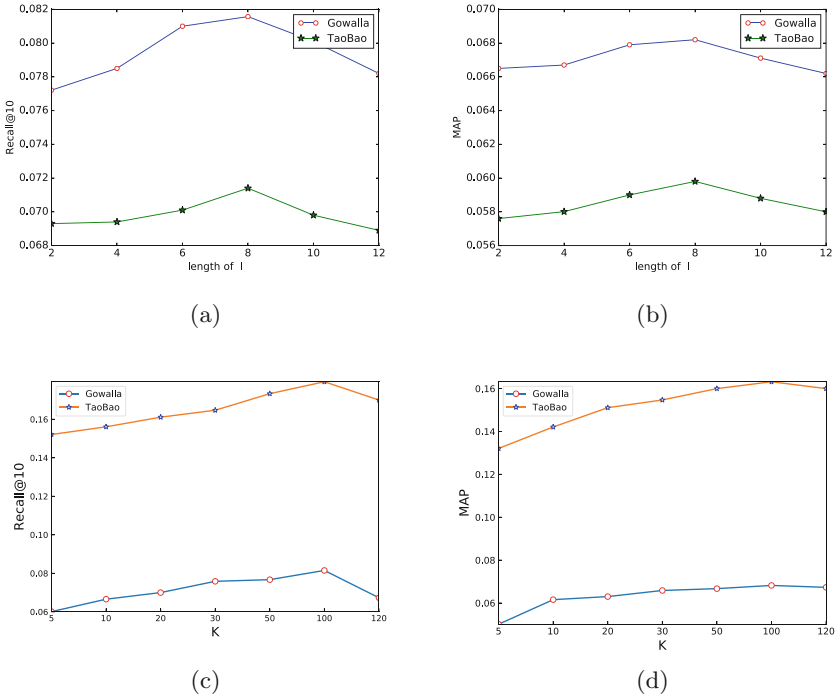 0.082
0.080
0.078
0.076
0.074
0.072
0.070
0.068
Recall@10
2 4 6 8 10 12
length of l
Gowalla
TaoBao
(a)
0.070
0.068
0.066
0.064
0.062
0.060
0.058
0.056
MAP
2 4 6 8 10 12
length of l
Gowalla
TaoBao
(b)
Gowalla
TaoBao
0.16
0.14
0.12
0.10
0.08
0.06
Recall@10
5 10 20 30 50 100 120
K
(c)
Gowalla
TaoBao
0.16
0.14
0.12
0.10
0.08
0.06
MAP
5 10 20 30 50 100 120
K
(d)